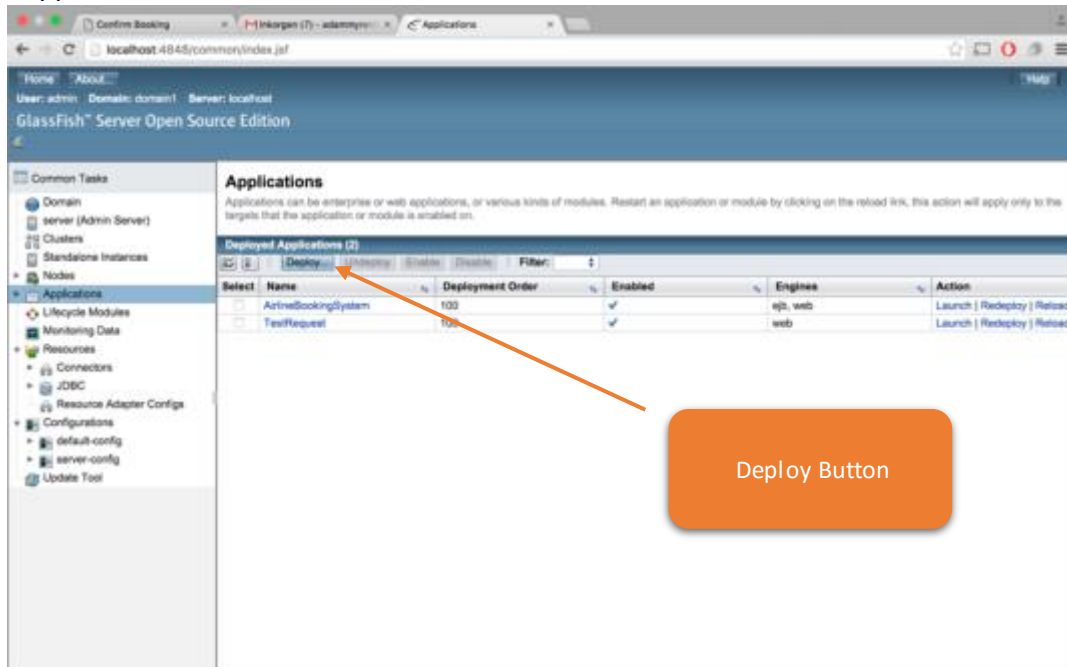 Confirm Booking
Inkorgen (7) - adammyren
Applications
localhost:4848/common/index.jsf
Home About...
Help
User: admin Domain: domain1 Server: localhost
GlassFish™ Server Open Source Edition
Common Tasks
Domain
server (Admin Server)
Clusters
Standalone Instances
Nodes
Applications
Lifecycle Modules
Monitoring Data
Resources
Connectors
JDBC
Resource Adapter Configs
Configurations
default-config
server-config
Update Tool
Applications
Applications can be enterprise or web applications, or various kinds of modules. Restart an application or module by clicking on the reload link, this action will apply only to the
targets that the application or module is enabled on.
Deployed Applications (2)
Deploy... Undeploy Enable Disable Filter:
Select Name Deployment Order Enabled Engines Action
AirlineBookingSystem 100 ejb, web Launch | Redeploy | Reload
TestRequest 100 web Launch | Redeploy | Reload
Deploy Button